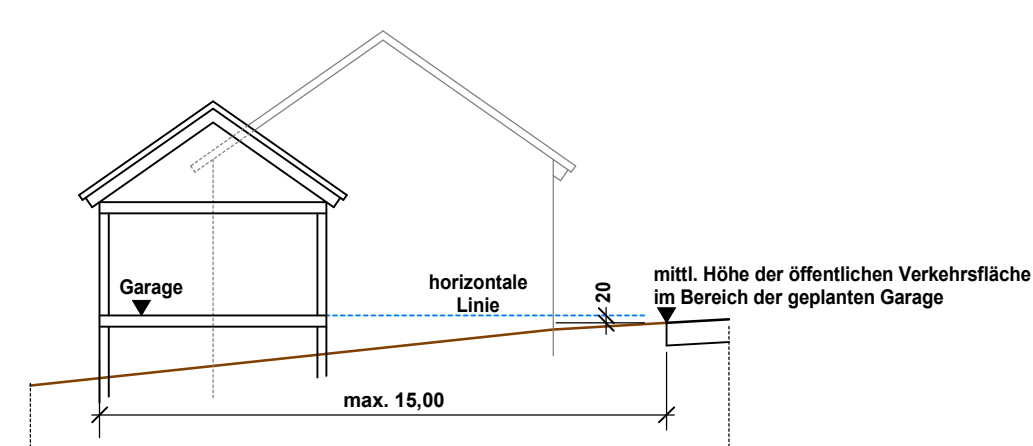 Garage
horizontale
Linie
20
mittl. Höhe der öffentlichen Verkehrsfläche
im Bereich der geplanten Garage
max. 15,00